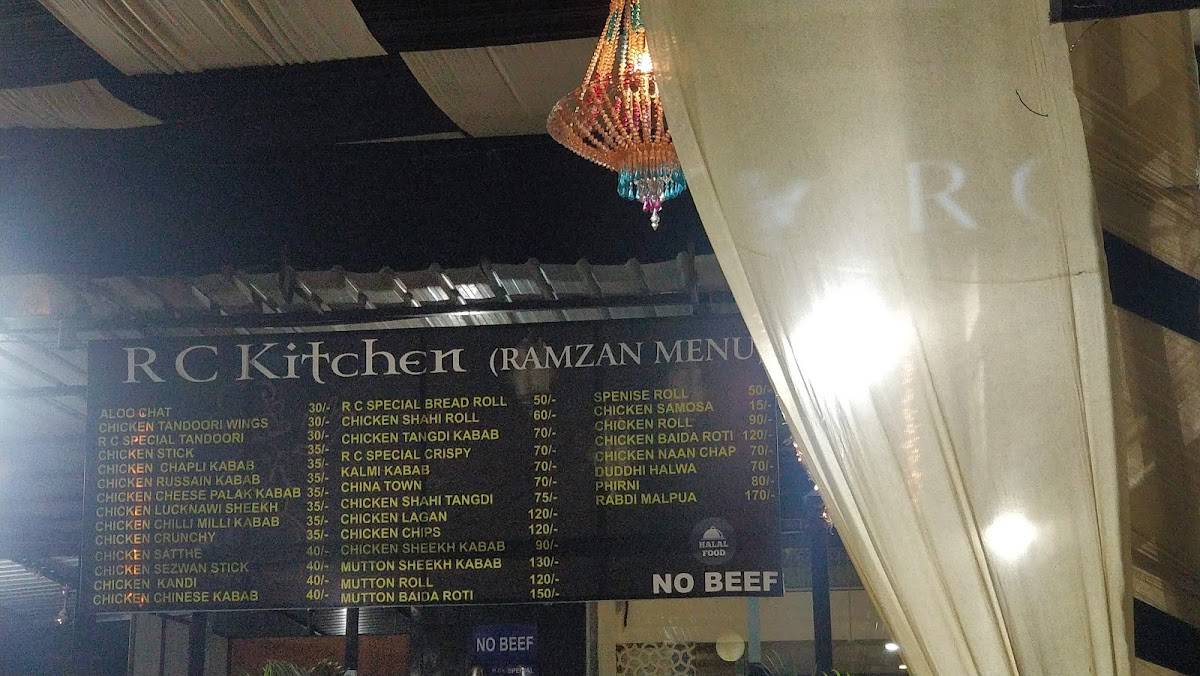 R C Kitchen (RAMZAN MENU)
ALOO CHAT 30/-
CHICKEN TANDOORI WINGS 30/-
R C SPECIAL TANDOORI 30/-
CHICKEN STICK 35/-
CHICKEN CHAPLI KABAB 35/-
CHICKEN RUSSAIN KABAB 35/-
CHICKEN CHEESE PALAK KABAB 35/-
CHICKEN LUCKNAWI SHEEKH 35/-
CHICKEN CHILLI MILLI KABAB 35/-
CHICKEN CRUNCHY 35/-
CHICKEN SATTHE 40/-
CHICKEN SEZWAN STICK 40/-
CHICKEN KANDI 40/-
CHICKEN CHINESE KABAB 40/-
R C SPECIAL BREAD ROLL 50/-
CHICKEN SHAHI ROLL 60/-
CHICKEN TANGDI KABAB 70/-
R C SPECIAL CRISPY 70/-
KALMI KABAB 70/-
CHINA TOWN 70/-
CHICKEN SHAHI TANGDI 75/-
CHICKEN LAGAN 120/-
CHICKEN CHIPS 120/-
CHICKEN SHEEKH KABAB 90/-
MUTTON SHEEKH KABAB 130/-
MUTTON ROLL 120/-
MUTTON BAIDA ROTI 150/-
SPENISE ROLL 50/-
CHICKEN SAMOSA 15/-
CHICKEN ROLL 90/-
CHICKEN BAIDA ROTI 120/-
CHICKEN NAAN CHAP 70/-
DUDDHI HALWA 70/-
PHIRNI 80/-
RABDI MALPUA 170/-
HALAL
FOOD
NO BEEF
NO BEEF
R C